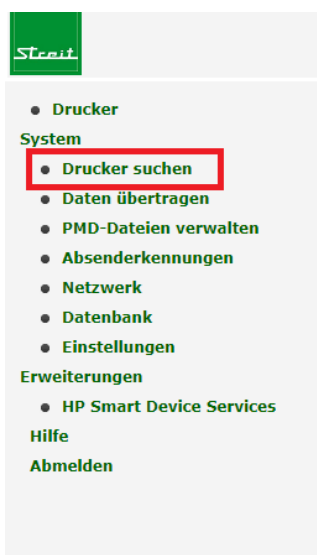 Streit
Drucker
System
Drucker suchen
Daten übertragen
PMD-Dateien verwalten
Absenderkennungen
Netzwerk
Datenbank
Einstellungen
Erweiterungen
HP Smart Device Services
Hilfe
Abmelden